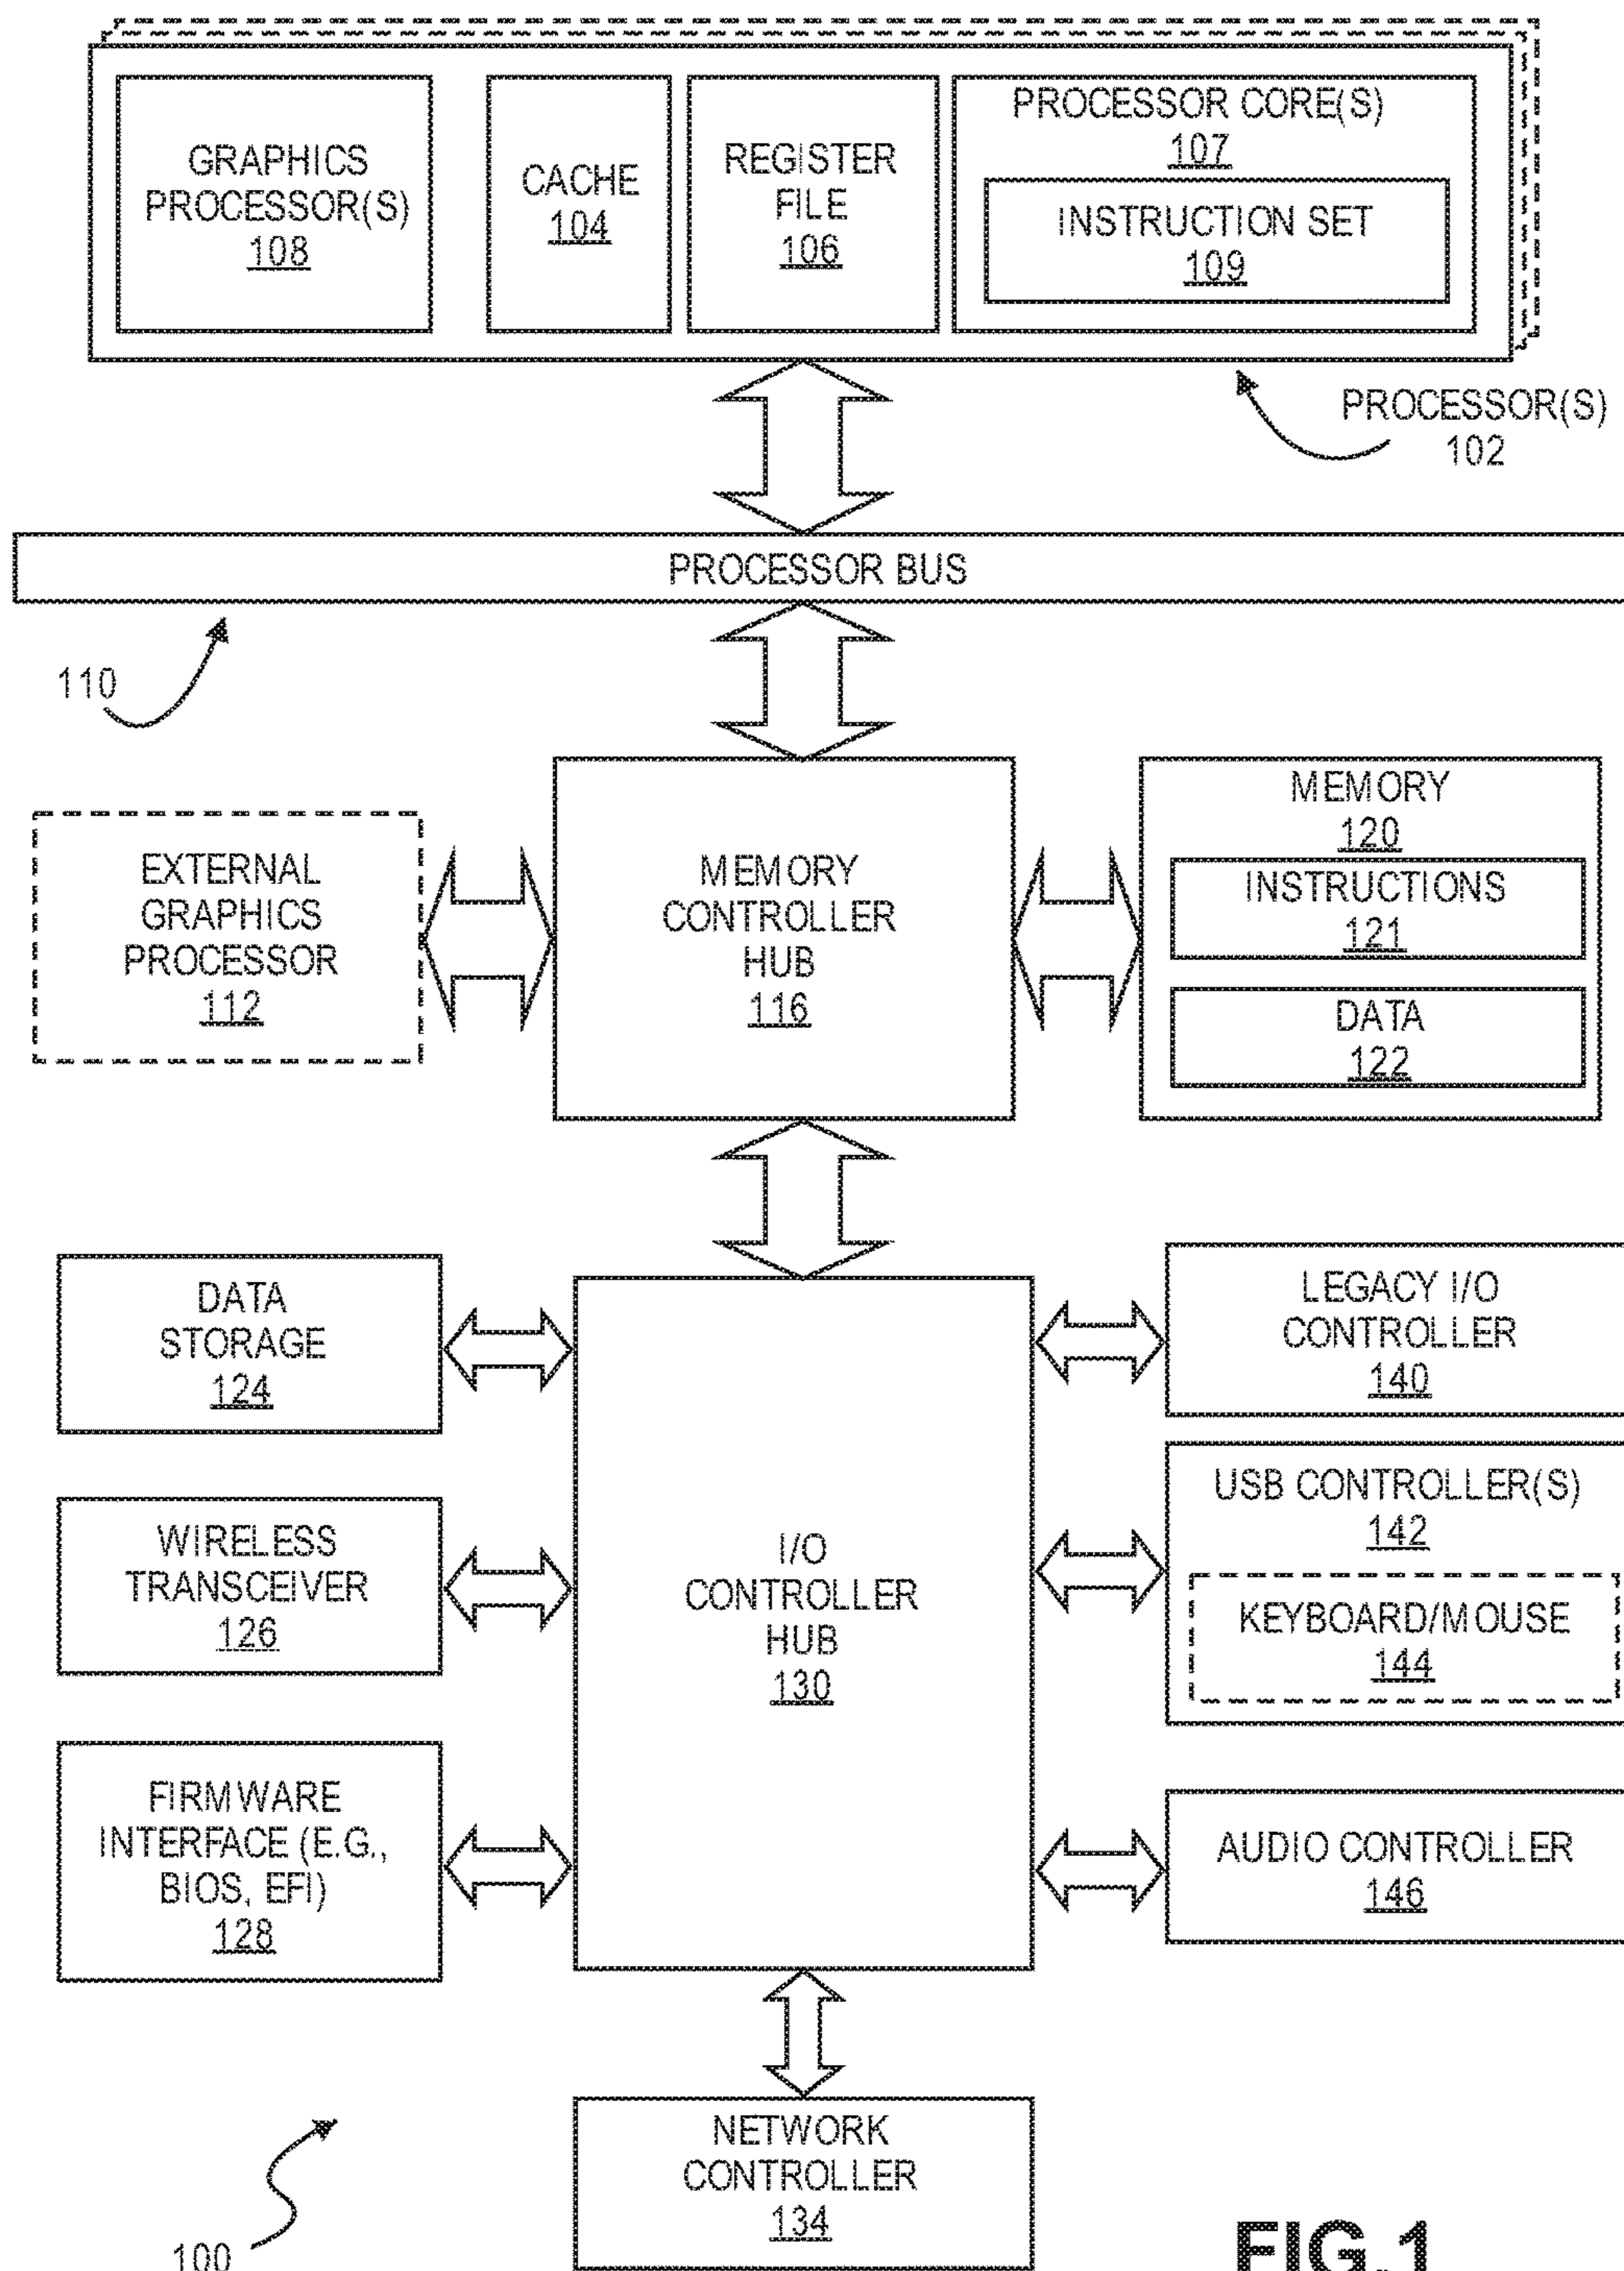 GRAPHICS
PROCESSOR(S)
108
CACHE
104
REGISTER
FILE
106
PROCESSOR CORE(S)
107
INSTRUCTION SET
109
PROCESSOR(S)
102
PROCESSOR BUS
110
EXTERNAL
GRAPHICS
PROCESSOR
112
MEMORY
CONTROLLER
HUB
116
MEMORY
120
INSTRUCTIONS
121
DATA
122
DATA
STORAGE
124
WIRELESS
TRANSCEIVER
126
FIRMWARE
INTERFACE (E.G.,
BIOS, EFI)
128
I/O
CONTROLLER
HUB
130
LEGACY I/O
CONTROLLER
140
USB CONTROLLER(S)
142
KEYBOARD/MOUSE
144
AUDIO CONTROLLER
146
NETWORK
CONTROLLER
134
100
FIG.1